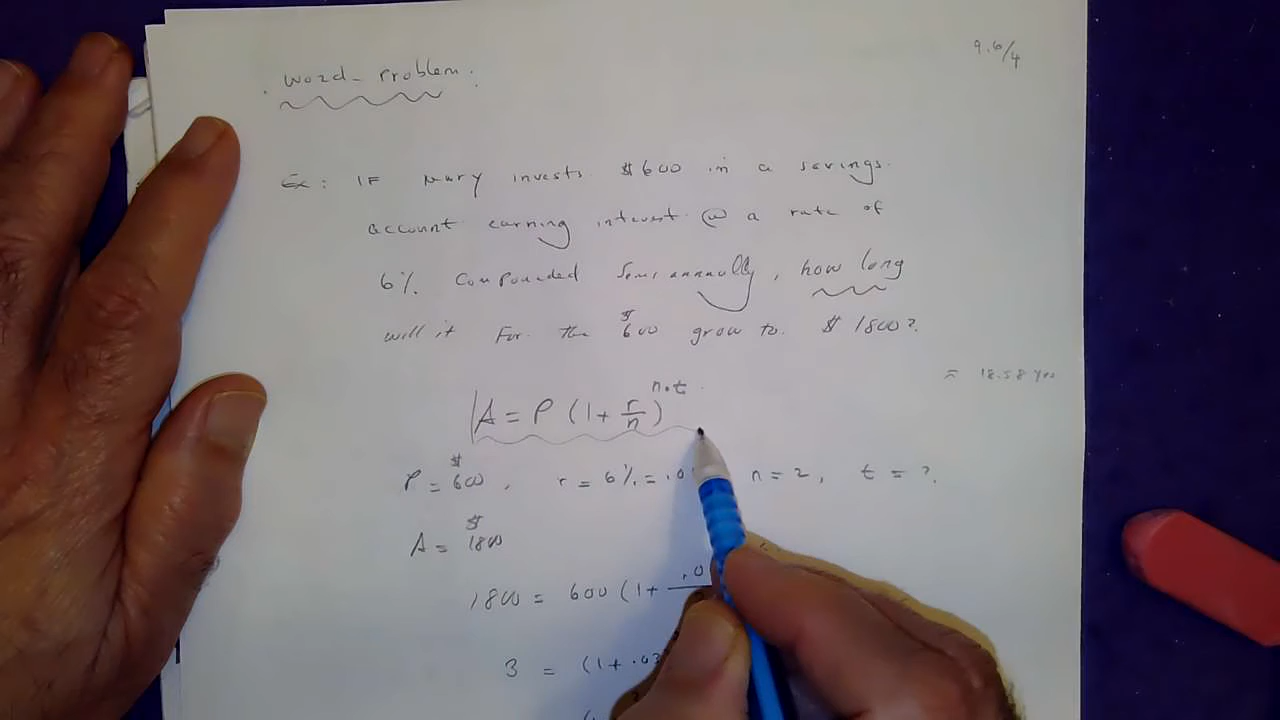 9.6/4
Word-Problem.
Ex: IF Mary invests $600 in a savings.
account earning interest @ a rate of
6% compounded semiannually, how long
will it For the $600 grow to $1800?
≈ 18.58 yrs
A = P (1 + r/n)^n·t
P = $600, r = 6% = .0 n = 2, t = ?
A = $1800
1800 = 600 (1 + .0
3 = (1 + .03